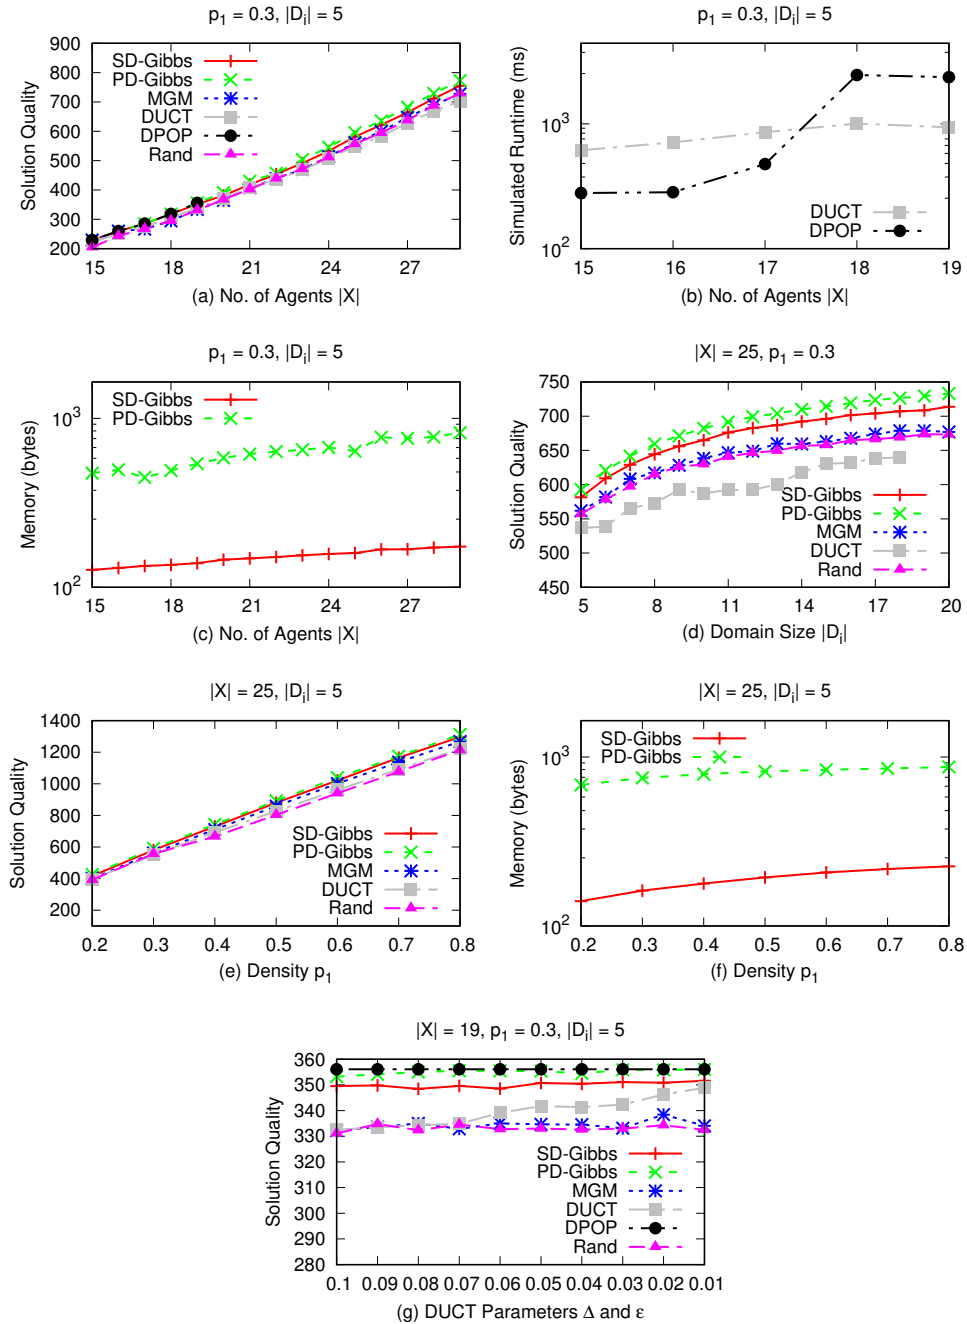 p1 = 0.3, |Di| = 5
Solution Quality
900
800
700
600
500
400
300
200
SD-Gibbs
PD-Gibbs
MGM
DUCT
DPOP
Rand
15 18 21 24 27
(a) No. of Agents |X|
p1 = 0.3, |Di| = 5
Simulated Runtime (ms)
10^3
10^2
DUCT
DPOP
15 16 17 18 19
(b) No. of Agents |X|
p1 = 0.3, |Di| = 5
Memory (bytes)
10^3
10^2
SD-Gibbs
PD-Gibbs
15 18 21 24 27
(c) No. of Agents |X|
|X| = 25, p1 = 0.3
Solution Quality
750
700
650
600
550
500
450
SD-Gibbs
PD-Gibbs
MGM
DUCT
Rand
5 8 11 14 17 20
(d) Domain Size |Di|
|X| = 25, |Di| = 5
Solution Quality
1400
1200
1000
800
600
400
200
SD-Gibbs
PD-Gibbs
MGM
DUCT
Rand
0.2 0.3 0.4 0.5 0.6 0.7 0.8
(e) Density p1
|X| = 25, |Di| = 5
Memory (bytes)
10^3
10^2
SD-Gibbs
PD-Gibbs
0.2 0.3 0.4 0.5 0.6 0.7 0.8
(f) Density p1
|X| = 19, p1 = 0.3, |Di| = 5
Solution Quality
360
350
340
330
320
310
300
290
280
SD-Gibbs
PD-Gibbs
MGM
DUCT
DPOP
Rand
0.1 0.09 0.08 0.07 0.06 0.05 0.04 0.03 0.02 0.01
(g) DUCT Parameters Δ and ε